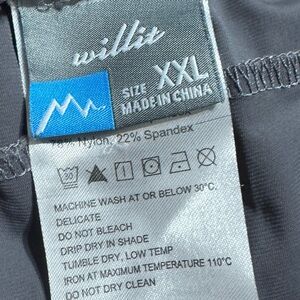 willit
SIZE XXL
MADE IN CHINA
78% Nylon, 22% Spandex
MACHINE WASH AT OR BELOW 30°C.
DELICATE
DO NOT BLEACH
DRIP DRY IN SHADE
TUMBLE DRY, LOW TEMP
IRON AT MAXIMUM TEMPERATURE 110°C
DO NOT DRY CLEAN